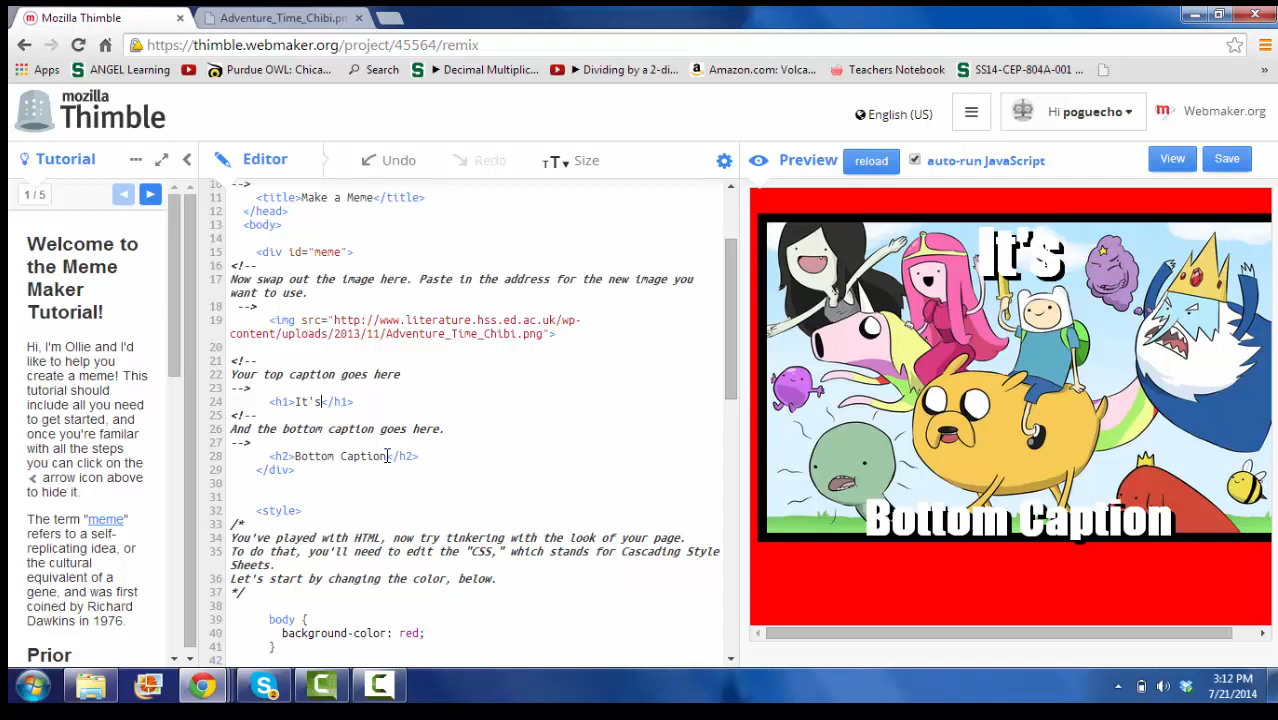 Mozilla Thimble
Adventure_Time_Chibi.pn
https://thimble.webmaker.org/project/45564/remix
Apps
ANGEL Learning
Purdue OWL: Chica...
Search
Decimal Multiplic...
Dividing by a 2-di...
Amazon.com: Volca...
Teachers Notebook
SS14-CEP-804A-001 ...
mozilla
Thimble
English (US)
Hi poguecho
Webmaker.org
Tutorial
Editor
Undo
Redo
Size
Preview
reload
auto-run JavaScript
View
Save
1 / 5
Welcome to
the Meme
Maker
Tutorial!
Hi, I'm Ollie and I'd
like to help you
create a meme! This
tutorial should
include all you need
to get started, and
once you're familar
with all the steps
you can click on the
arrow icon above
to hide it.
The term "meme"
refers to a self-
replicating idea, or
the cultural
equivalent of a
gene, and was first
coined by Richard
Dawkins in 1976.
Prior
10 -->
11 <title>Make a Meme</title>
12 </head>
13 <body>
14
15 <div id="meme">
16 <!--
17 Now swap out the image here. Paste in the address for the new image you
want to use.
18 -->
19 <img src="http://www.literature.hss.ed.ac.uk/wp-
content/uploads/2013/11/Adventure_Time_Chibi.png">
20
21 <!--
22 Your top caption goes here
23 -->
24 <h1>It's</h1>
25 <!--
26 And the bottom caption goes here.
27 -->
28 <h2>Bottom Caption</h2>
29 </div>
30
31
32 <style>
33 /*
34 You've played with HTML, now try tinkering with the look of your page.
35 To do that, you'll need to edit the "CSS," which stands for Cascading Style
Sheets.
36 Let's start by changing the color, below.
37 */
38
39 body {
40 background-color: red;
41 }
42
It's
Bottom Caption
3:12 PM
7/21/2014